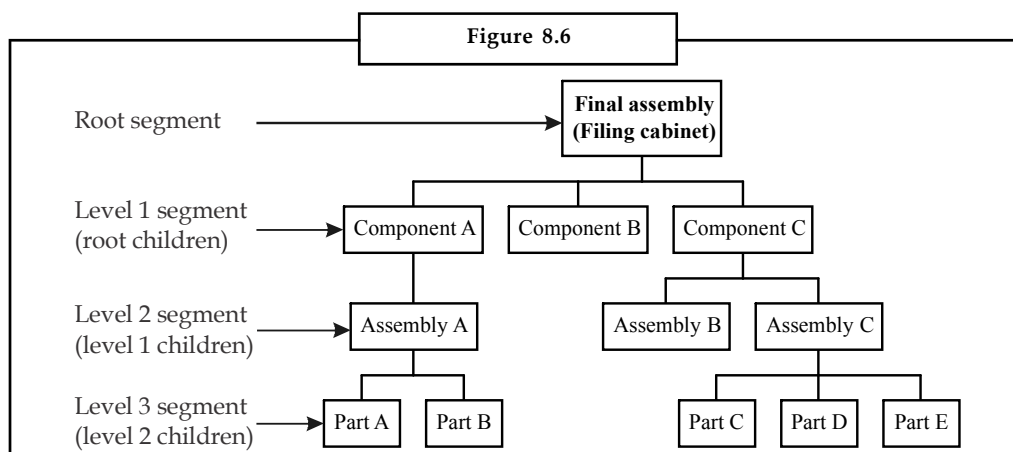 Figure 8.6
Root segment
Final assembly
(Filing cabinet)
Level 1 segment
(root children)
Component A
Component B
Component C
Level 2 segment
(level 1 children)
Assembly A
Assembly B
Assembly C
Level 3 segment
(level 2 children)
Part A
Part B
Part C
Part D
Part E